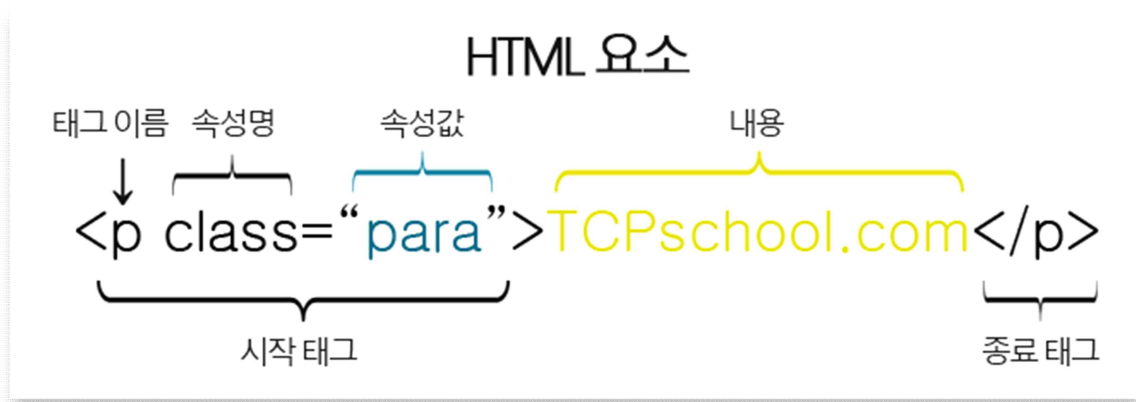 HTML 요소
태그 이름 속성명 속성값 내용
<p class=“para”>TCPschool.com</p>
시작 태그 종료 태그